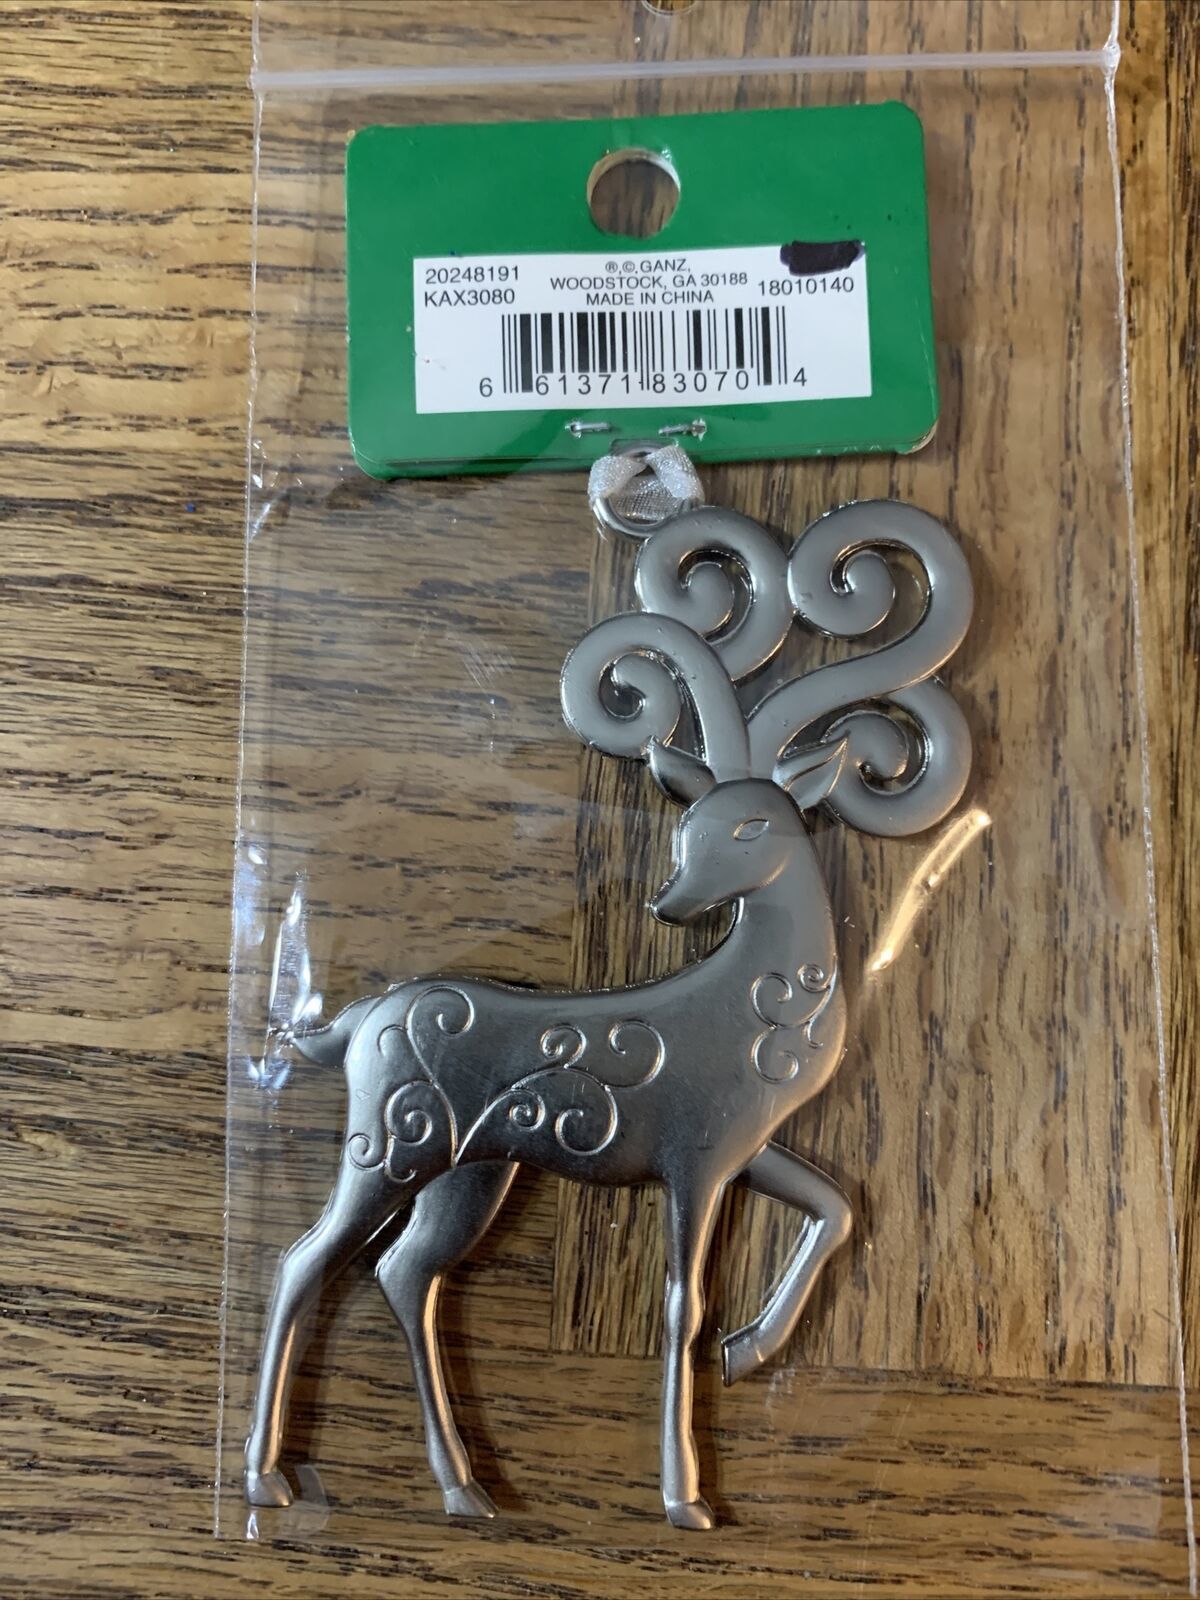 20248191
KAX3080
®,©,GANZ,
WOODSTOCK, GA 30188
MADE IN CHINA
18010140
6 61371 83070 4